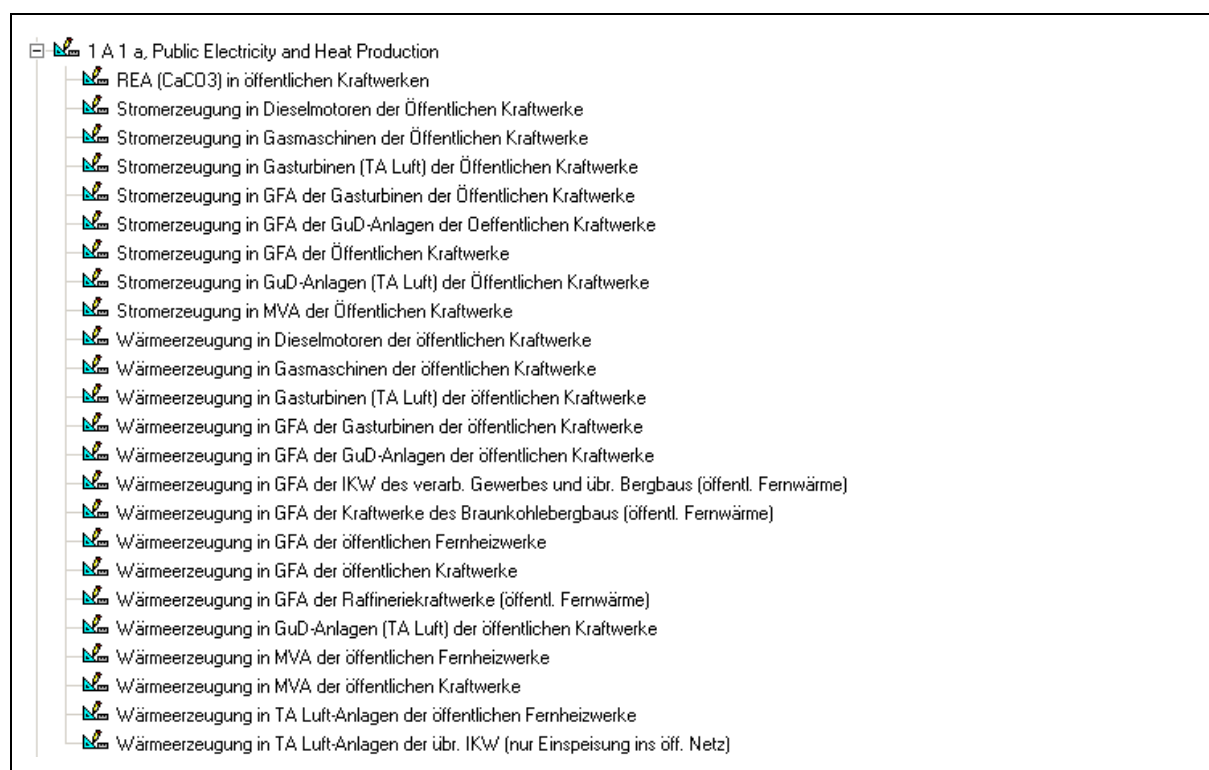 1 A 1 a, Public Electricity and Heat Production
REA (CaCO3) in öffentlichen Kraftwerken
Stromerzeugung in Dieselmotoren der Öffentlichen Kraftwerke
Stromerzeugung in Gasmaschinen der Öffentlichen Kraftwerke
Stromerzeugung in Gasturbinen (TA Luft) der Öffentlichen Kraftwerke
Stromerzeugung in GFA der Gasturbinen der Öffentlichen Kraftwerke
Stromerzeugung in GFA der GuD-Anlagen der Oeffentlichen Kraftwerke
Stromerzeugung in GFA der Öffentlichen Kraftwerke
Stromerzeugung in GuD-Anlagen (TA Luft) der Öffentlichen Kraftwerke
Stromerzeugung in MVA der Öffentlichen Kraftwerke
Wärmeerzeugung in Dieselmotoren der öffentlichen Kraftwerke
Wärmeerzeugung in Gasmaschinen der öffentlichen Kraftwerke
Wärmeerzeugung in Gasturbinen (TA Luft) der öffentlichen Kraftwerke
Wärmeerzeugung in GFA der Gasturbinen der öffentlichen Kraftwerke
Wärmeerzeugung in GFA der GuD-Anlagen der öffentlichen Kraftwerke
Wärmeerzeugung in GFA der IKW des verarb. Gewerbes und übr. Bergbaus (öffentl. Fernwärme)
Wärmeerzeugung in GFA der Kraftwerke des Braunkohlebergbaus (öffentl. Fernwärme)
Wärmeerzeugung in GFA der öffentlichen Fernheizwerke
Wärmeerzeugung in GFA der öffentlichen Kraftwerke
Wärmeerzeugung in GFA der Raffineriekraftwerke (öffentl. Fernwärme)
Wärmeerzeugung in GuD-Anlagen (TA Luft) der öffentlichen Kraftwerke
Wärmeerzeugung in MVA der öffentlichen Fernheizwerke
Wärmeerzeugung in MVA der öffentlichen Kraftwerke
Wärmeerzeugung in TA Luft-Anlagen der öffentlichen Fernheizwerke
Wärmeerzeugung in TA Luft-Anlagen der übr. IKW (nur Einspeisung ins öff. Netz)